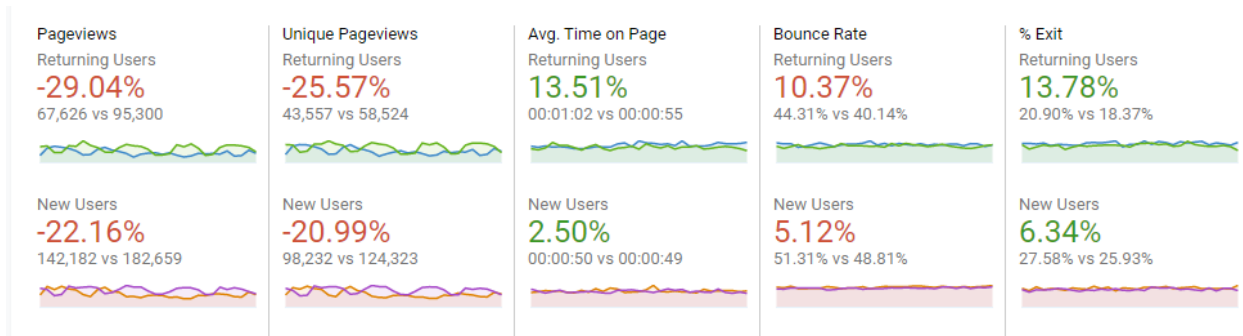 Pageviews
Returning Users
-29.04%
67,626 vs 95,300
New Users
-22.16%
142,182 vs 182,659
Unique Pageviews
Returning Users
-25.57%
43,557 vs 58,524
New Users
-20.99%
98,232 vs 124,323
Avg. Time on Page
Returning Users
13.51%
00:01:02 vs 00:00:55
New Users
2.50%
00:00:50 vs 00:00:49
Bounce Rate
Returning Users
10.37%
44.31% vs 40.14%
New Users
5.12%
51.31% vs 48.81%
% Exit
Returning Users
13.78%
20.90% vs 18.37%
New Users
6.34%
27.58% vs 25.93%